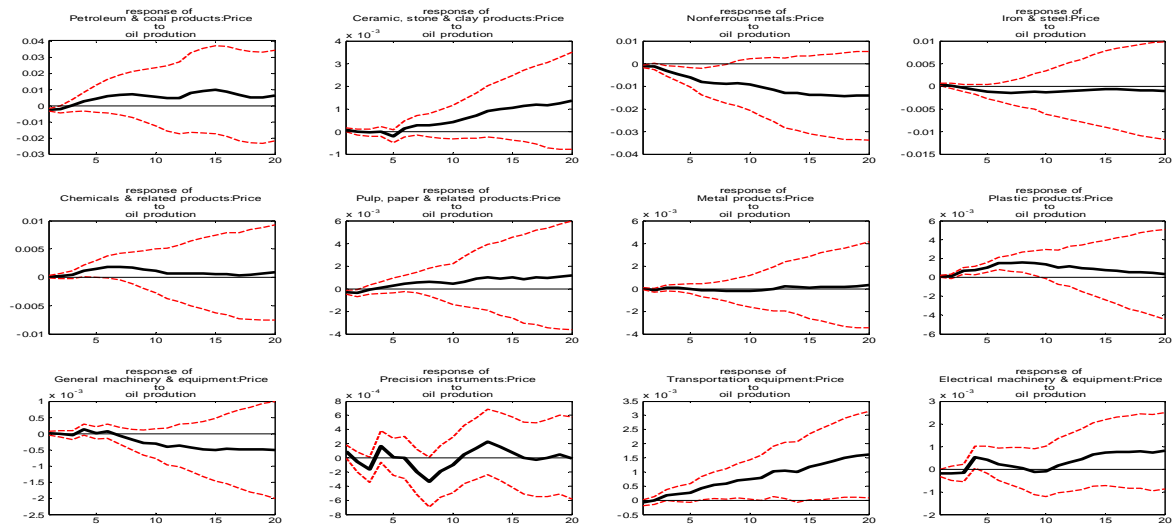 response of
Petroleum & coal products:Price
to
oil prodution
0.04
0.03
0.02
0.01
0
-0.01
-0.02
-0.03
5 10 15 20
response of
Ceramic, stone & clay products:Price
to
oil prodution
x 10⁻³
4
3
2
1
0
-1
5 10 15 20
response of
Nonferrous metals:Price
to
oil prodution
0.01
0
-0.01
-0.02
-0.03
-0.04
5 10 15 20
response of
Iron & steel:Price
to
oil prodution
0.01
0.005
0
-0.005
-0.01
-0.015
5 10 15 20
response of
Chemicals & related products:Price
to
oil prodution
0.01
0.005
0
-0.005
-0.01
5 10 15 20
response of
Pulp, paper & related products:Price
to
oil prodution
x 10⁻³
6
4
2
0
-2
-4
5 10 15 20
response of
Metal products:Price
to
oil prodution
x 10⁻³
6
4
2
0
-2
-4
5 10 15 20
response of
Plastic products:Price
to
oil prodution
x 10⁻³
6
4
2
0
-2
-4
-6
5 10 15 20
response of
General machinery & equipment:Price
to
oil prodution
x 10⁻³
1
0.5
0
-0.5
-1
-1.5
-2
-2.5
5 10 15 20
response of
Precision instruments:Price
to
oil prodution
x 10⁻⁴
8
6
4
2
0
-2
-4
-6
-8
5 10 15 20
response of
Transportation equipment:Price
to
oil prodution
x 10⁻³
3.5
3
2.5
2
1.5
1
0.5
0
-0.5
5 10 15 20
response of
Electrical machinery & equipment:Price
to
oil prodution
x 10⁻³
3
2
1
0
-1
-2
5 10 15 20